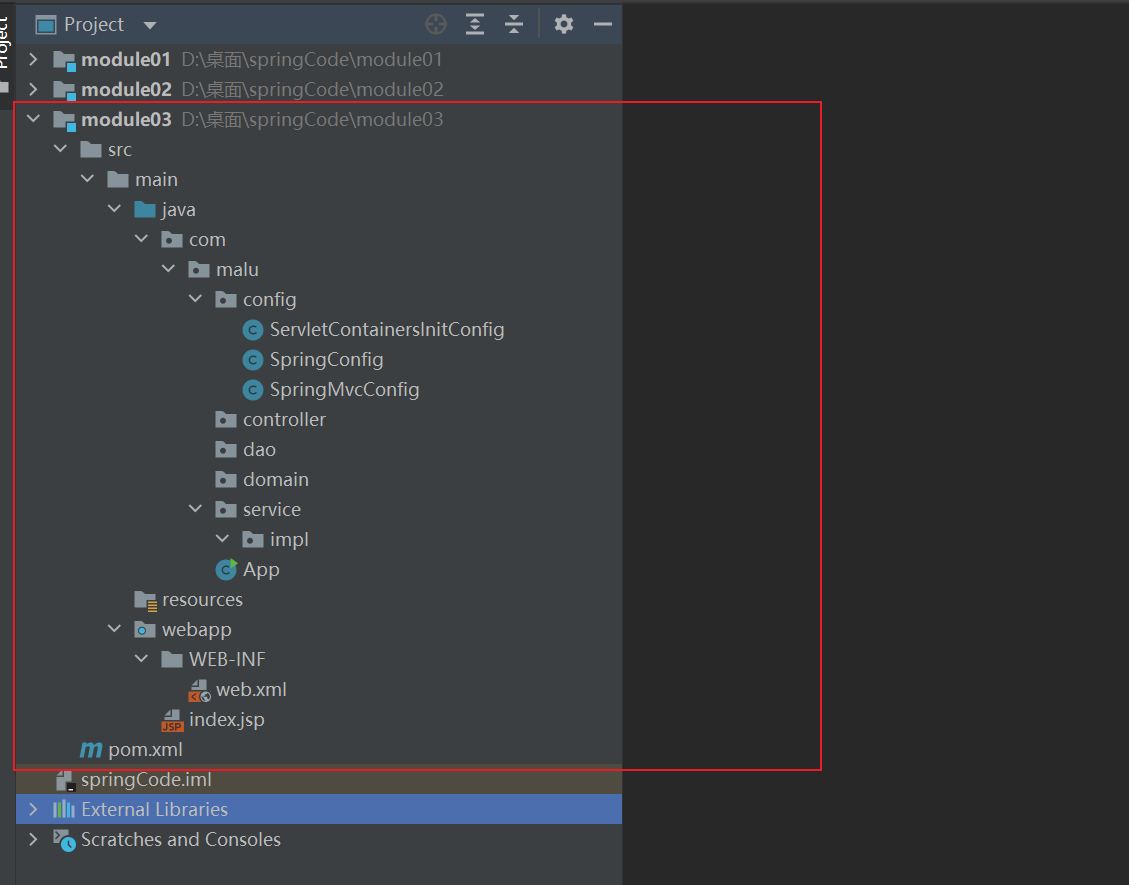 Project
Project
module01 D:\桌面\springCode\module01
module02 D:\桌面\springCode\module02
module03 D:\桌面\springCode\module03
src
main
java
com
malu
config
C ServletContainersInitConfig
C SpringConfig
C SpringMvcConfig
controller
dao
domain
service
impl
C App
resources
webapp
WEB-INF
web.xml
JSP index.jsp
m pom.xml
springCode.iml
External Libraries
Scratches and Consoles